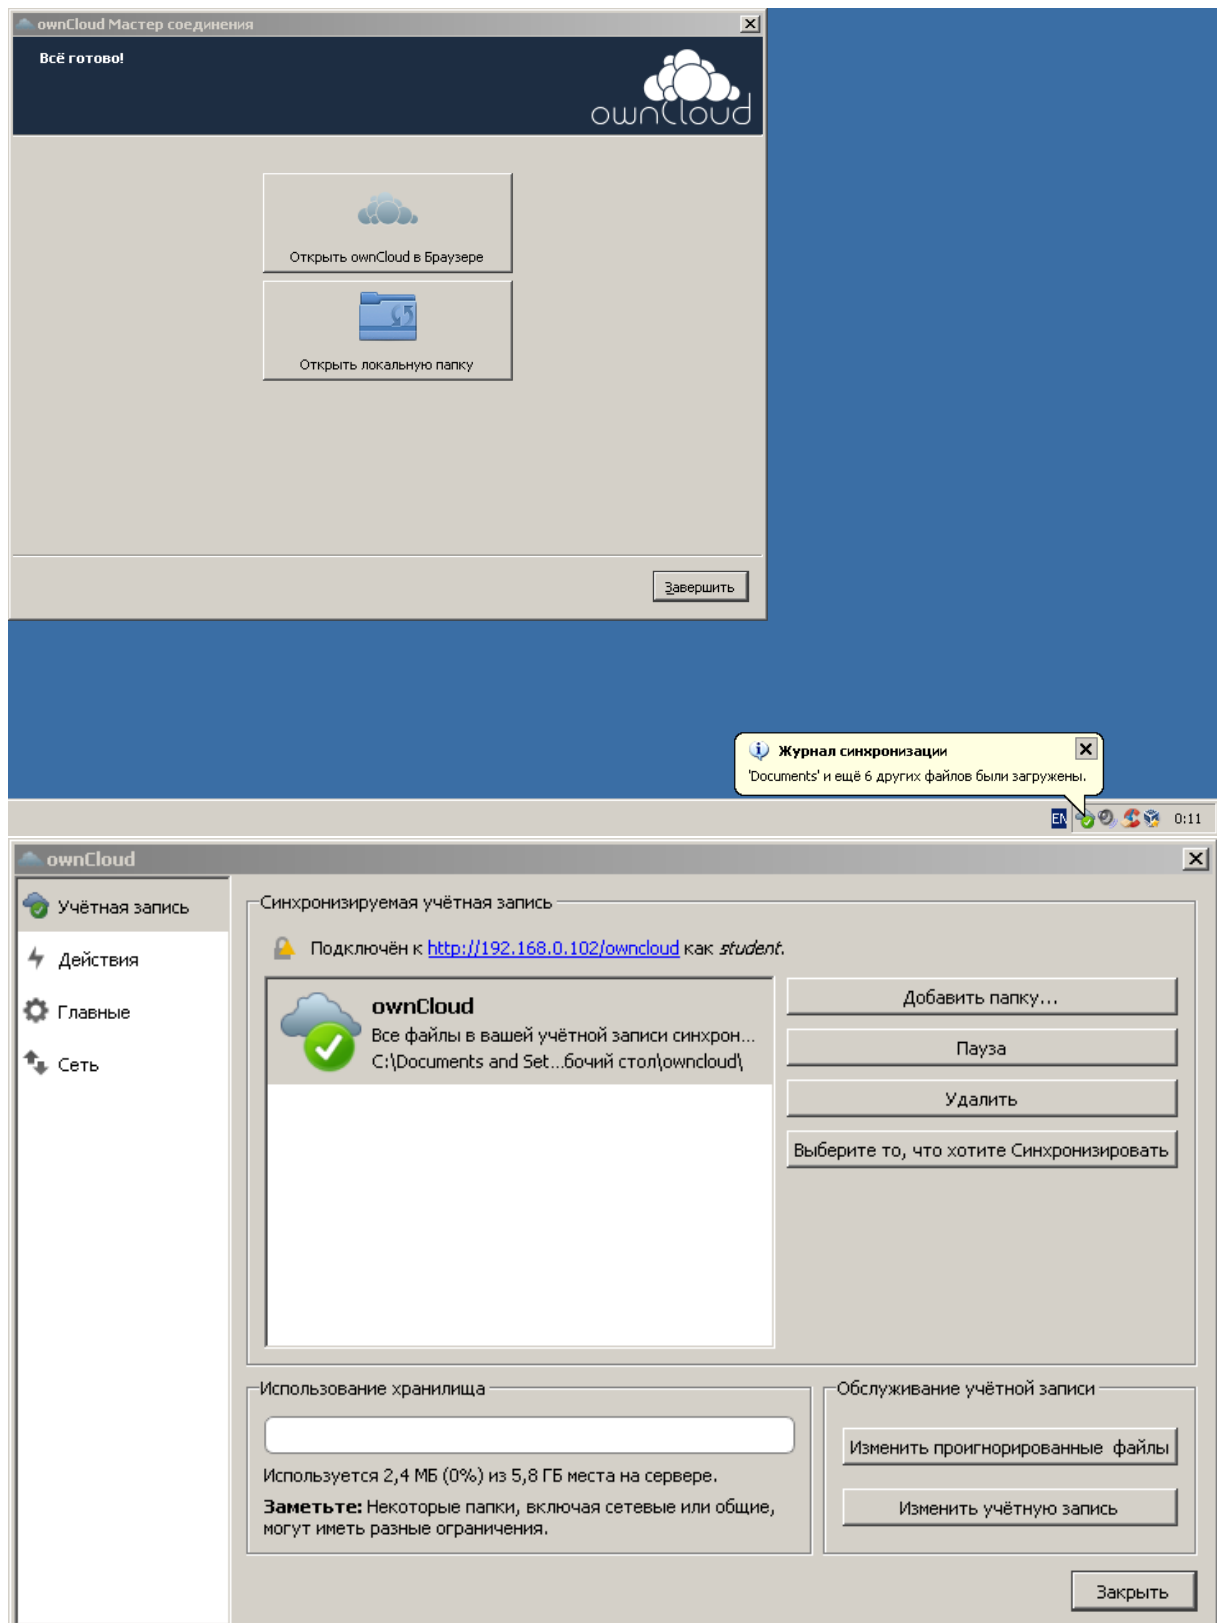 ownCloud Мастер соединения
Всё готово!
ownCloud
Открыть ownCloud в Браузере
Открыть локальную папку
Завершить
Журнал синхронизации
'Documents' и ещё 6 других файлов были загружены.
EN
0:11
ownCloud
Учётная запись
Действия
Главные
Сеть
Синхронизируемая учётная запись
Подключён к http://192.168.0.102/owncloud как student.
ownCloud
Все файлы в вашей учётной записи синхрон...
C:\Documents and Set...бочий стол\owncloud\
Добавить папку...
Пауза
Удалить
Выберите то, что хотите Синхронизировать
Использование хранилища
Используется 2,4 МБ (0%) из 5,8 ГБ места на сервере.
Заметьте: Некоторые папки, включая сетевые или общие,
могут иметь разные ограничения.
Обслуживание учётной записи
Изменить проигнорированные  файлы
Изменить учётную запись
Закрыть